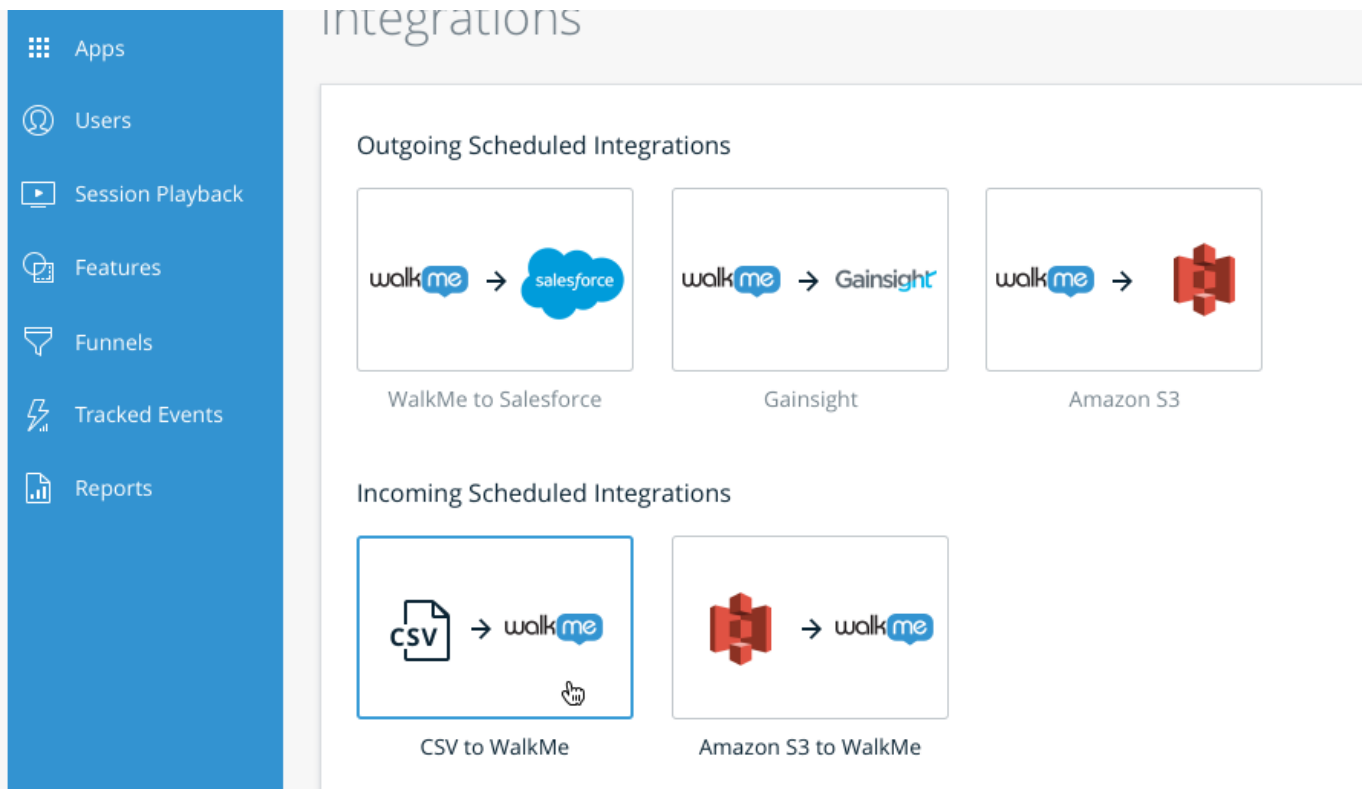 Apps
Users
Session Playback
Features
Funnels
Tracked Events
Reports
Integrations
Outgoing Scheduled Integrations
walkme → salesforce
WalkMe to Salesforce
walkme → Gainsight
Gainsight
walkme →
Amazon S3
Incoming Scheduled Integrations
CSV → walkme
CSV to WalkMe
→ walkme
Amazon S3 to WalkMe